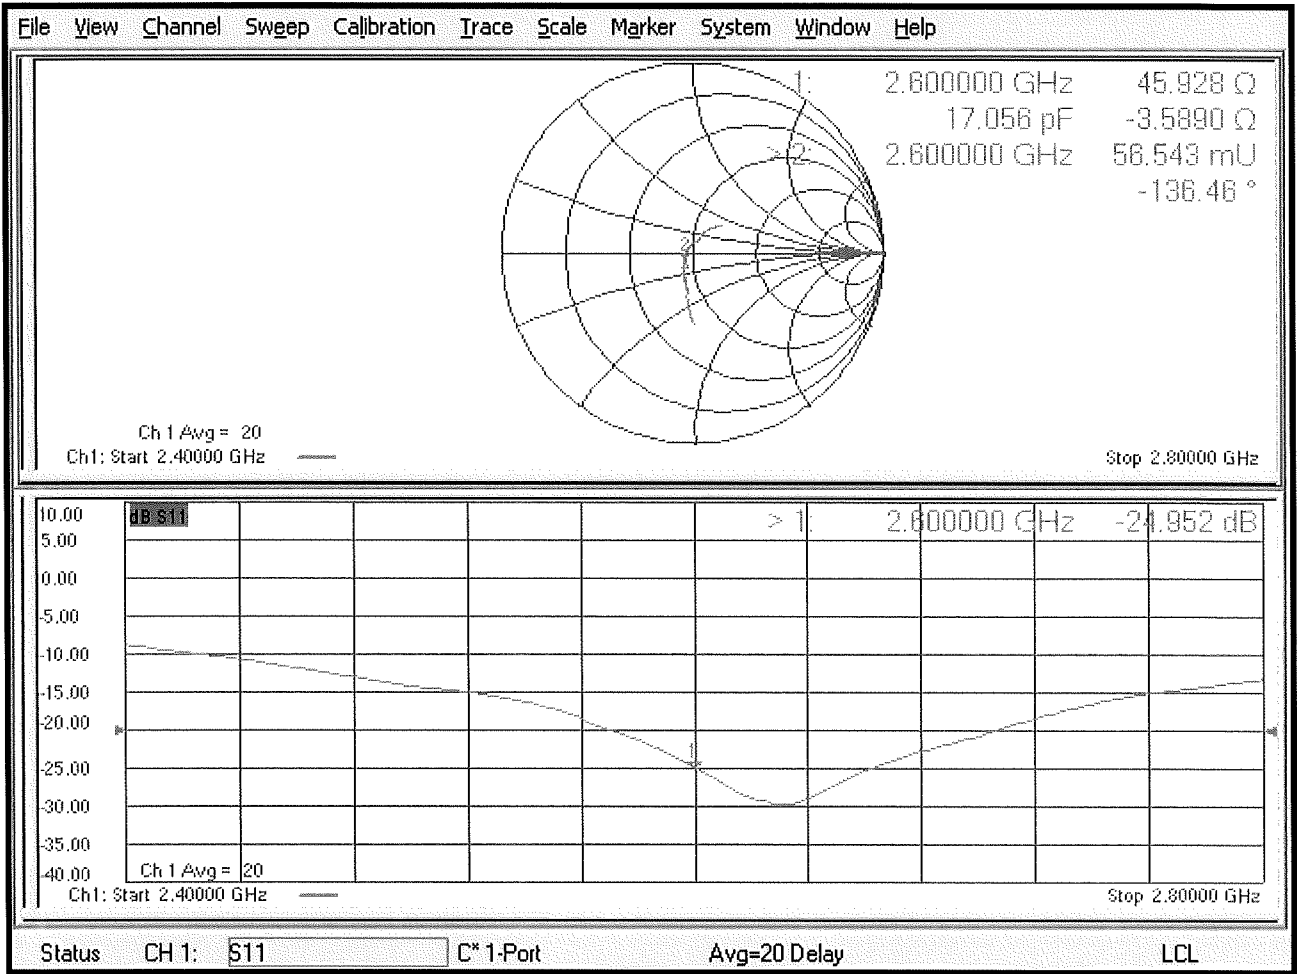 File View Channel Sweep Calibration Trace Scale Marker System Window Help
1: 2.600000 GHz 45.928 Ω
17.056 pF -3.5890 Ω
> 2: 2.600000 GHz 56.543 mU
-136.46 °
2
Ch 1 Avg = 20
Ch1: Start 2.40000 GHz Stop 2.80000 GHz
10.00 dB S11 > 1: 2.600000 GHz -24.952 dB
5.00
0.00
-5.00
-10.00
-15.00
-20.00
1
-25.00
-30.00
-35.00
-40.00 Ch 1 Avg = 20
Ch1: Start 2.40000 GHz Stop 2.80000 GHz
Status CH 1: S11 C* 1-Port Avg=20 Delay LCL